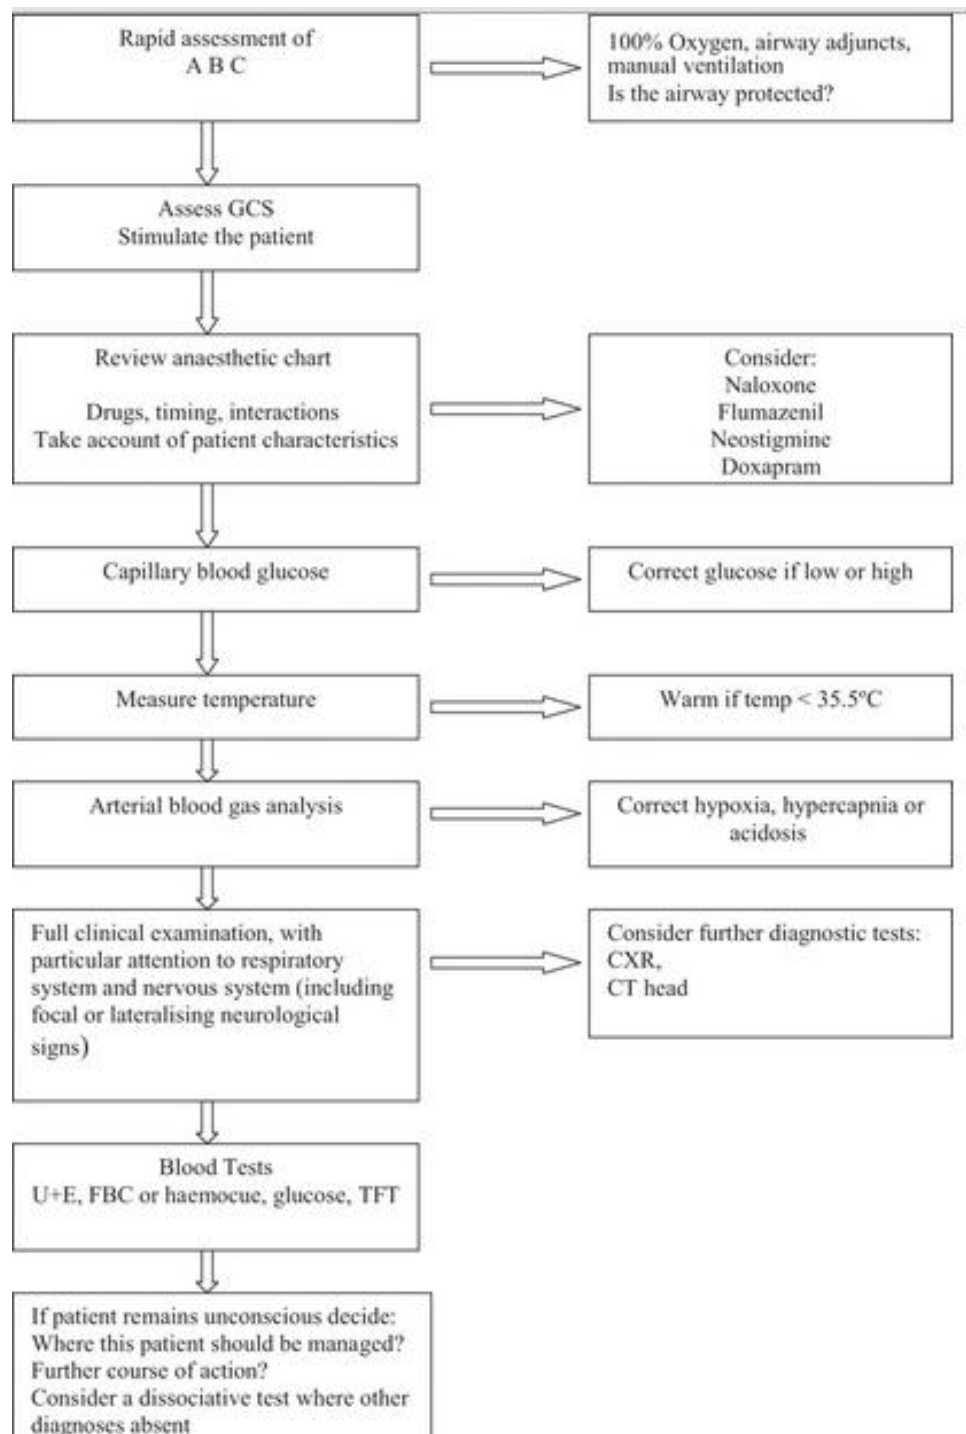 Rapid assessment of
A B C
100% Oxygen, airway adjuncts,
manual ventilation
Is the airway protected?
Assess GCS
Stimulate the patient
Review anaesthetic chart
Drugs, timing, interactions
Take account of patient characteristics
Consider:
Naloxone
Flumazenil
Neostigmine
Doxapram
Capillary blood glucose
Correct glucose if low or high
Measure temperature
Warm if temp < 35.5ºC
Arterial blood gas analysis
Correct hypoxia, hypercapnia or
acidosis
Full clinical examination, with
particular attention to respiratory
system and nervous system (including
focal or lateralising neurological
signs)
Consider further diagnostic tests:
CXR,
CT head
Blood Tests
U+E, FBC or haemocue, glucose, TFT
If patient remains unconscious decide:
Where this patient should be managed?
Further course of action?
Consider a dissociative test where other
diagnoses absent